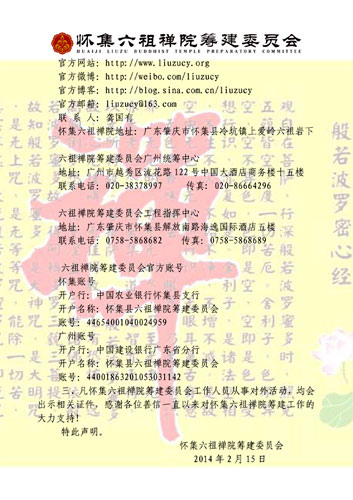 怀集六祖禅院筹建委员会
HUAIJI LIUZU BUDDHIST TEMPLE PREPARATORY COMMITTEE
官方网站: http://www.liuzucy.org
官方微博: http://weibo.com/liuzucy
官方博客: http://blog.sina.com.cn/liuzucy
官方邮箱: liuzucy@163.com
联系人: 龚国有
怀集六祖禅院地址: 广东肇庆市怀集县冷坑镇上爱岭六祖岩下
六祖禅院筹建委员会广州统筹中心
地址: 广州市越秀区流花路122号中国大酒店商务楼十五楼
联系电话: 020-38378997 传真: 020-86664296
六祖禅院筹建委员会工程指挥中心
地址: 广东肇庆市怀集县解放南路海逸国际酒店五楼
联系电话: 0758-5868682 传真: 0758-5868689
六祖禅院筹建委员会官方账号
怀集账号:
开户行: 中国农业银行怀集县支行
开户名: 怀集县六祖禅院筹建委员会
账号: 44654001040024959
广州账号:
开户行: 中国建设银行广东省分行
开户名: 怀集县六祖禅院筹建委员会
账号: 44001863201053031142
三、凡怀集六祖禅院筹建委员会工作人员从事对外活动，均会
出示相关证件，感谢各位善信一直以来对怀集六祖禅院筹建工作的
大力支持!
特此声明。
怀集六祖禅院筹建委员会
2014年2月15日
禅
般若波罗密心经